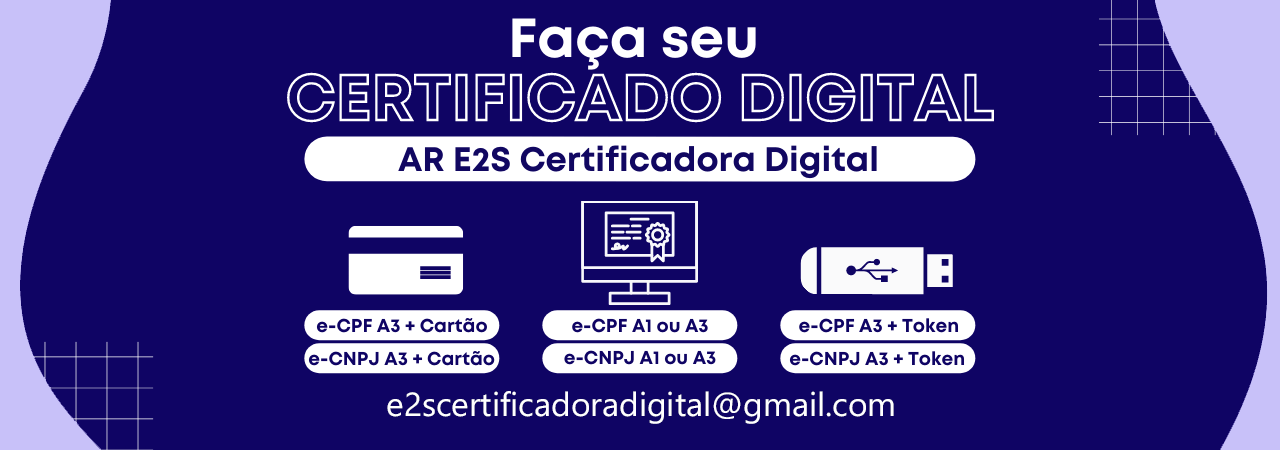 Faça seu
CERTIFICADO DIGITAL
AR E2S Certificadora Digital
e-CPF A3 + Cartão
e-CNPJ A3 + Cartão
e-CPF A1 ou A3
e-CNPJ A1 ou A3
e-CPF A3 + Token
e-CNPJ A3 + Token
e2scertificadoradigital@gmail.com